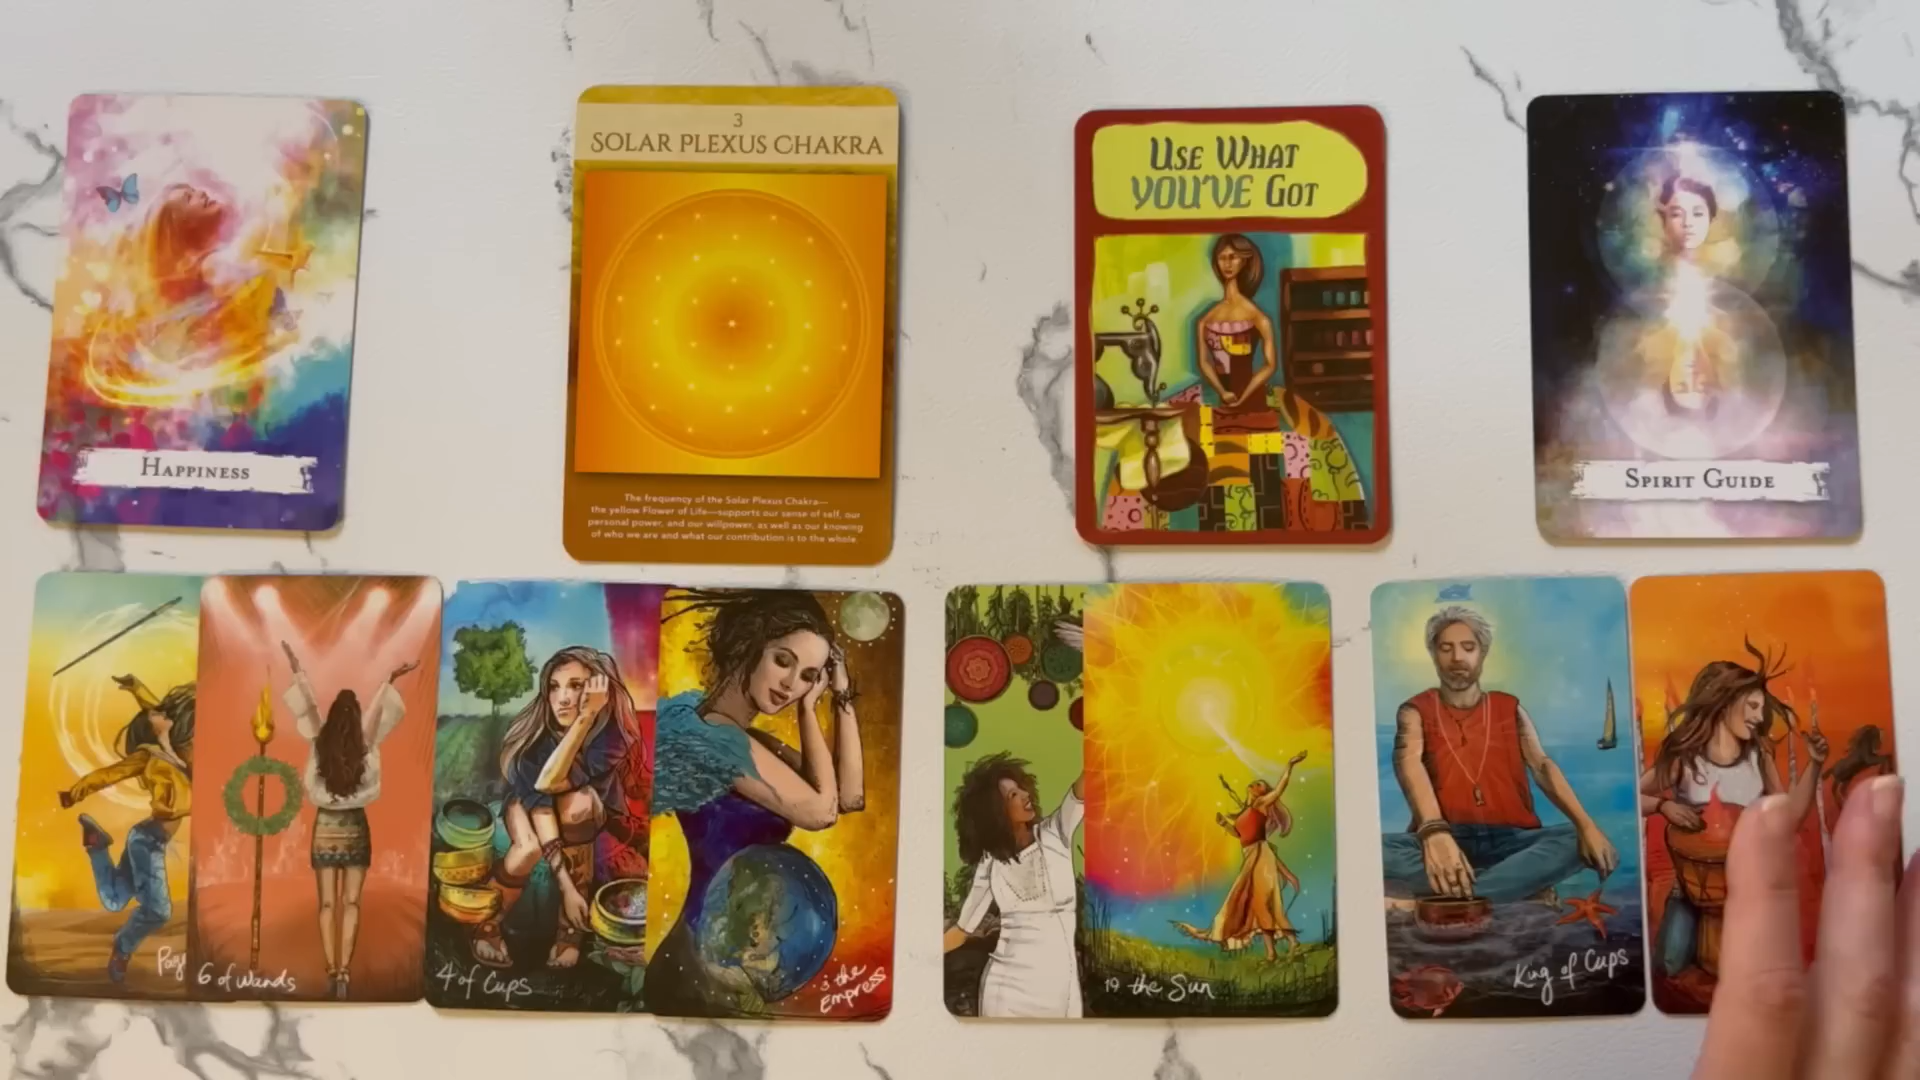 HAPPINESS
3
SOLAR PLEXUS CHAKRA
The frequency of the Solar Plexus Chakra—
the yellow Flower of Life—supports our sense of self, our
personal power, and our willpower, as well as our knowing
of who we are and what our contribution is to the whole.
USE WHAT
YOU'VE GOT
SPIRIT GUIDE
Page
6 of Wands
4 of Cups
3 the
Empress
19 the Sun
King of Cups